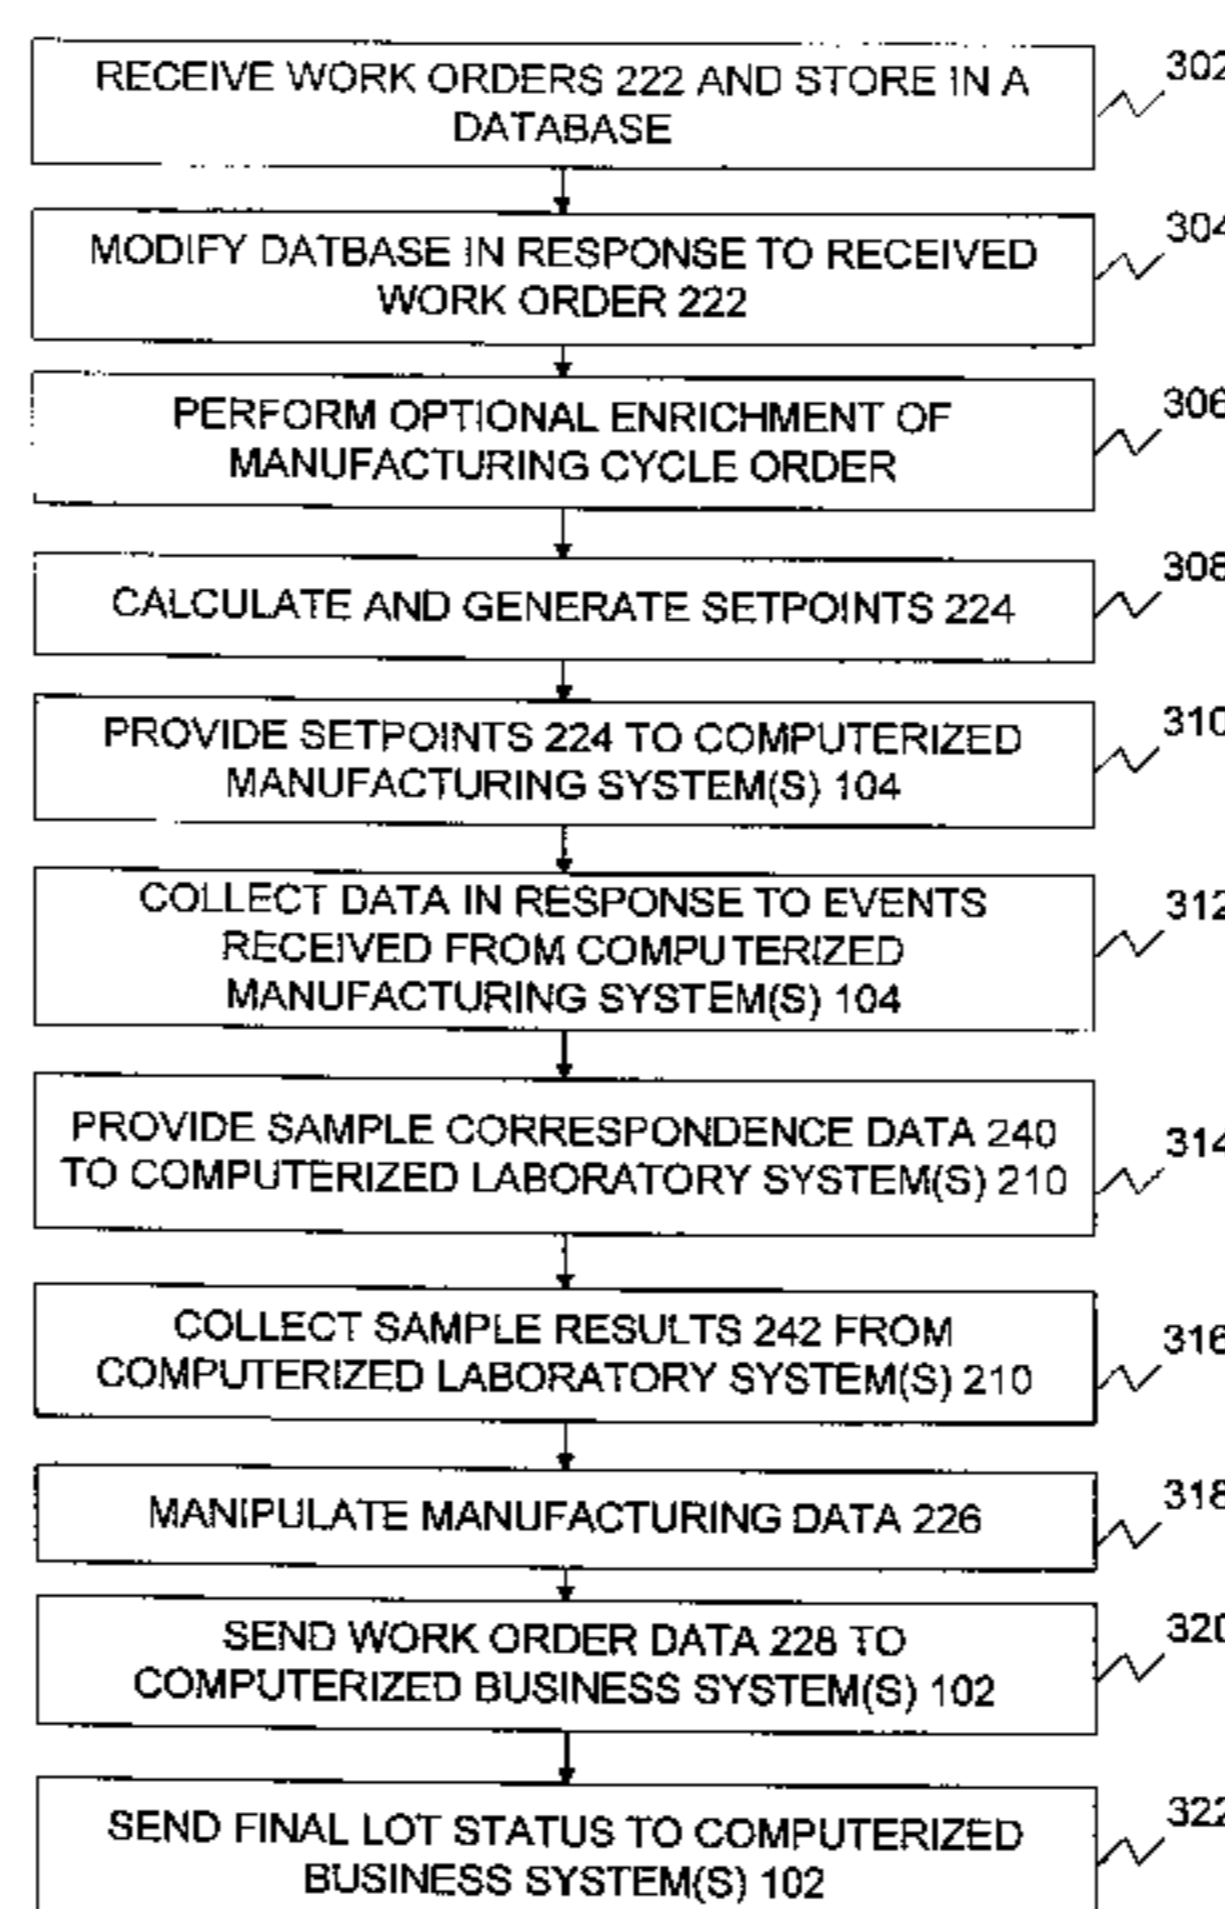 RECEIVE WORK ORDERS 222 AND STORE IN A
DATABASE
302
MODIFY DATBASE IN RESPONSE TO RECEIVED
WORK ORDER 222
304
PERFORM OPTIONAL ENRICHMENT OF
MANUFACTURING CYCLE ORDER
306
CALCULATE AND GENERATE SETPOINTS 224
308
PROVIDE SETPOINTS 224 TO COMPUTERIZED
MANUFACTURING SYSTEM(S) 104
310
COLLECT DATA IN RESPONSE TO EVENTS
RECEIVED FROM COMPUTERIZED
MANUFACTURING SYSTEM(S) 104
312
PROVIDE SAMPLE CORRESPONDENCE DATA 240
TO COMPUTERIZED LABORATORY SYSTEM(S) 210
314
COLLECT SAMPLE RESULTS 242 FROM
COMPUTERIZED LABORATORY SYSTEM(S) 210
316
MANIPULATE MANUFACTURING DATA 226
318
SEND WORK ORDER DATA 228 TO
COMPUTERIZED BUSINESS SYSTEM(S) 102
320
SEND FINAL LOT STATUS TO COMPUTERIZED
BUSINESS SYSTEM(S) 102
322